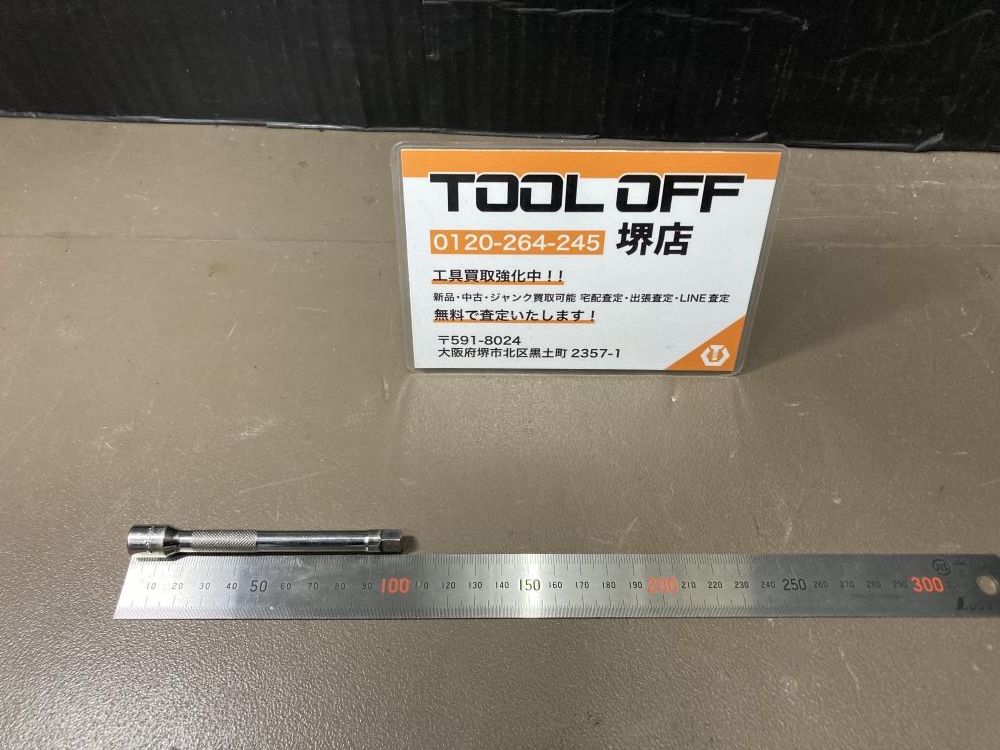 TOOL OFF
0120-264-245 堺店
工具買取強化中！！
新品・中古・ジャンク買取可能 宅配査定・出張査定・LINE査定
無料で査定いたします！
〒591-8024
大阪府堺市北区黒土町 2357-1
10 20 30 40 50 60 70 80 90 100 110 120 130 140 150 160 170 180 190 200 210 220 230 240 250 260 270 280 290 300